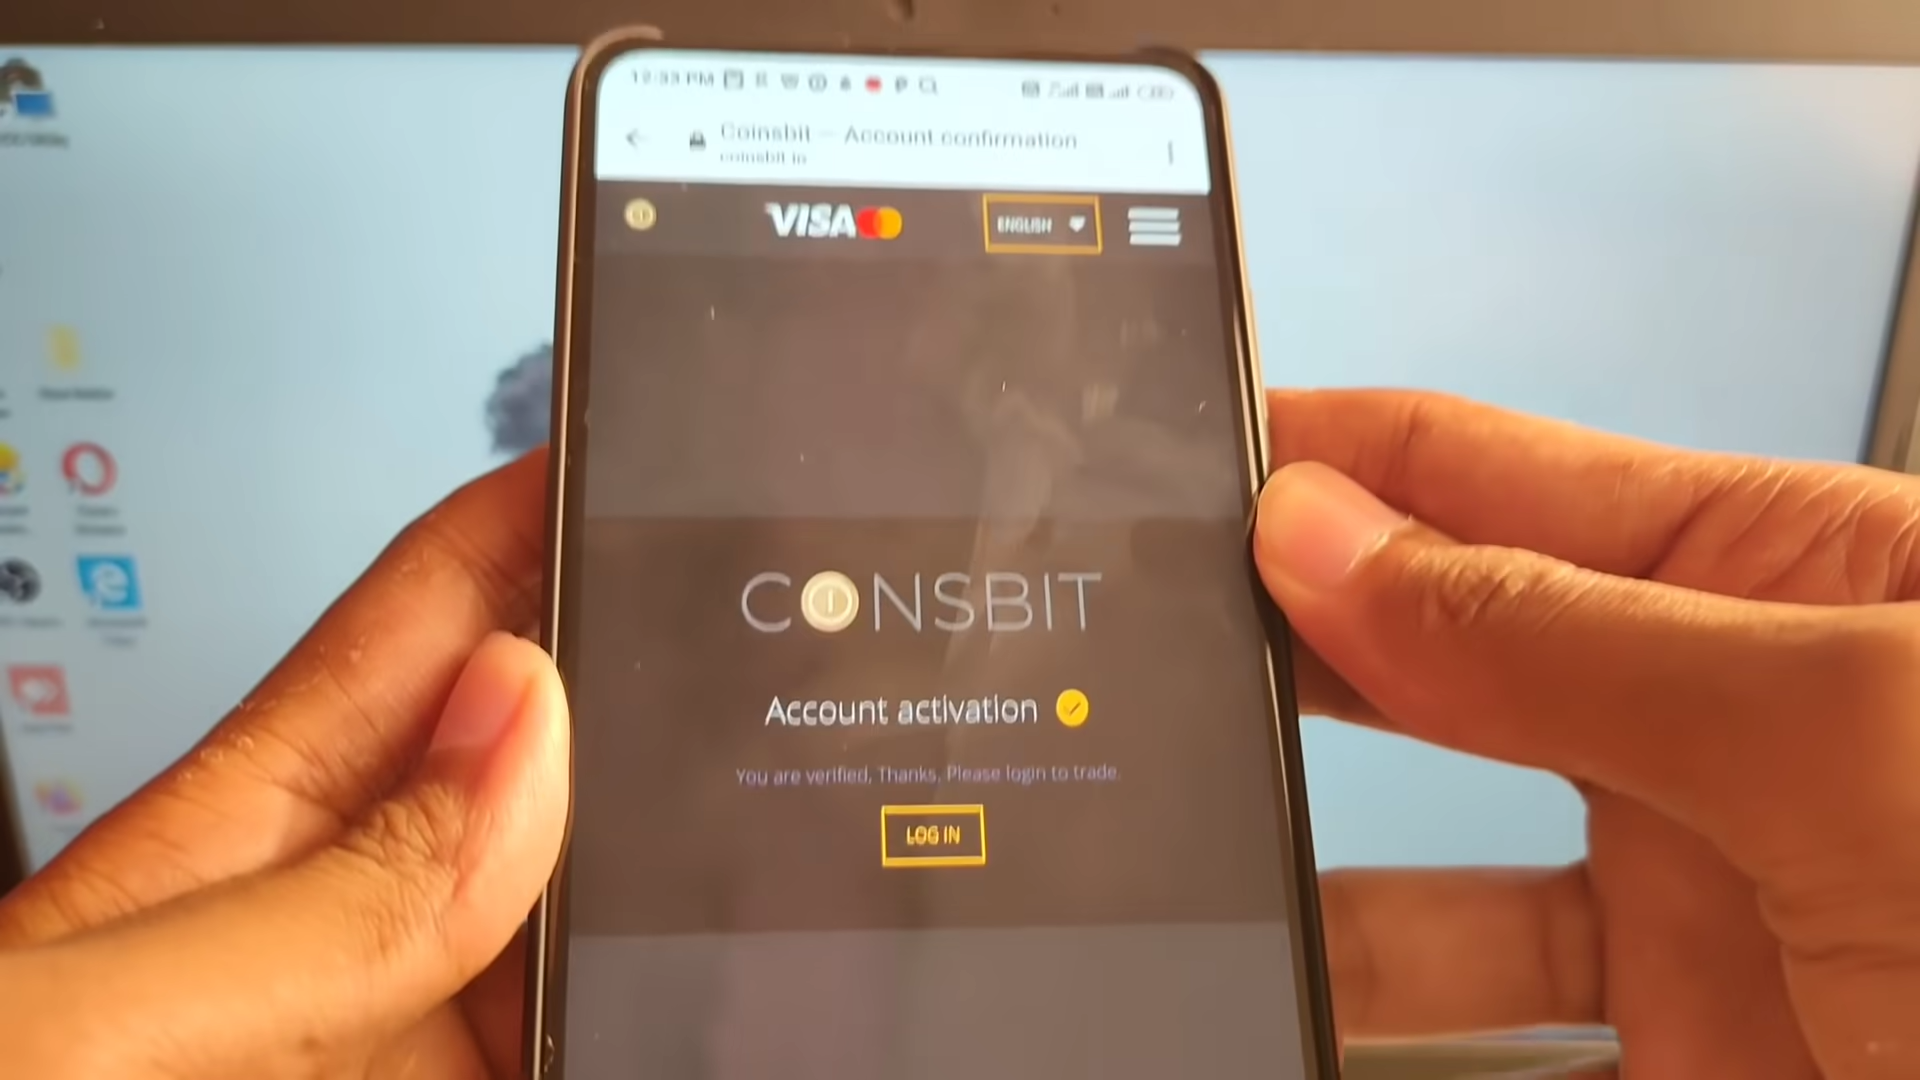 12:33 PM
Coinsbit — Account confirmation
coinsbit.in
VISA
ENGLISH
COINSBIT
Account activation
You are verified, Thanks. Please login to trade.
LOG IN